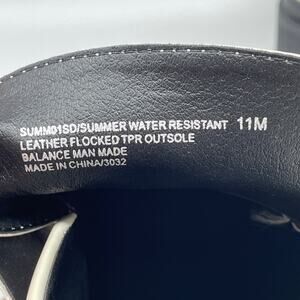 SUMM01SD/SUMMER WATER RESISTANT 11M
LEATHER FLOCKED TPR OUTSOLE
BALANCE MAN MADE
MADE IN CHINA/3032